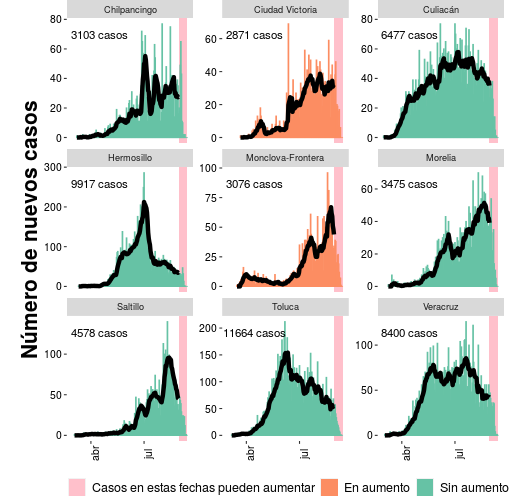 Número de nuevos casos
Chilpancingo
3103 casos
80
60
40
20
0
Ciudad Victoria
2871 casos
60
40
20
0
Culiacán
6477 casos
80
60
40
20
0
Hermosillo
9917 casos
300
200
100
0
Monclova-Frontera
3076 casos
100
75
50
25
0
Morelia
3475 casos
60
40
20
0
Saltillo
4578 casos
100
50
0
abr
jul
Toluca
11664 casos
200
150
100
50
0
abr
jul
Veracruz
8400 casos
100
50
0
abr
jul
Casos en estas fechas pueden aumentar
En aumento
Sin aumento